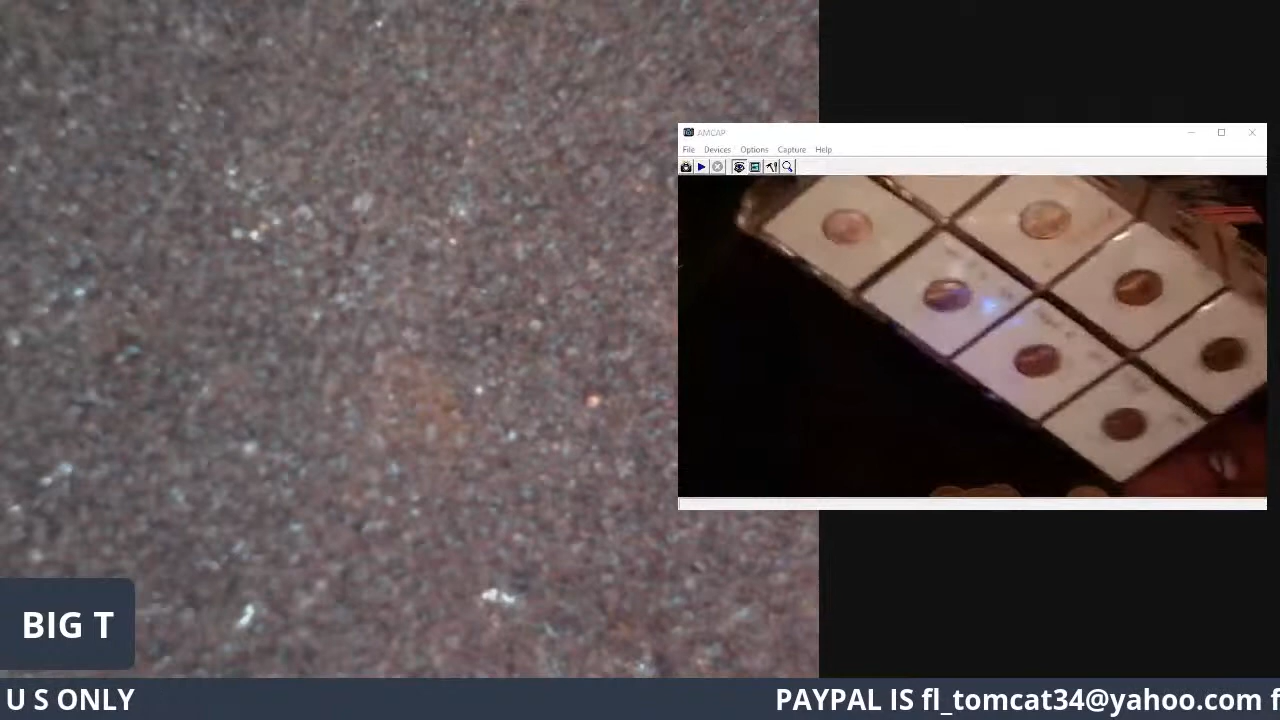 AMCAP
File Devices Options Capture Help
BIG T
U S ONLY PAYPAL IS fl_tomcat34@yahoo.com f